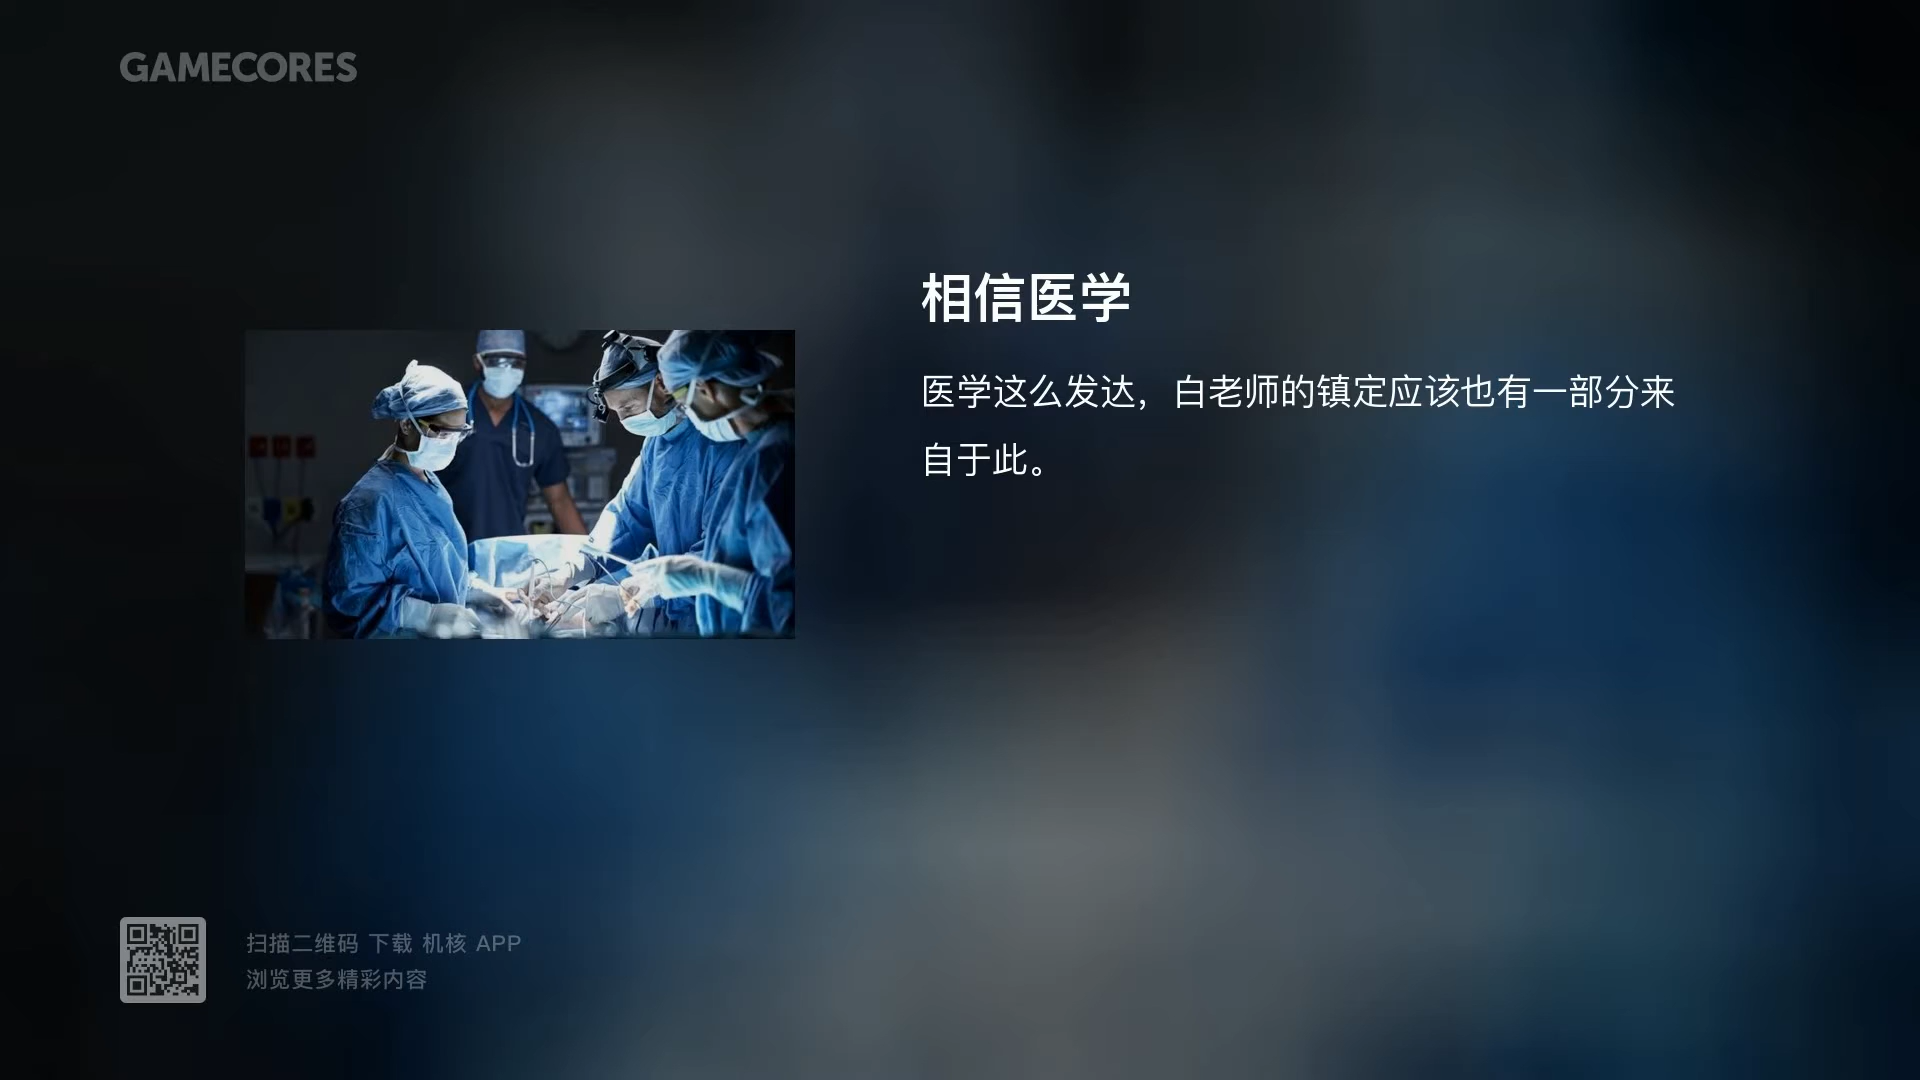 GAMECORES
相信医学
医学这么发达，白老师的镇定应该也有一部分来
自于此。
扫描二维码 下载 机核 APP
浏览更多精彩内容